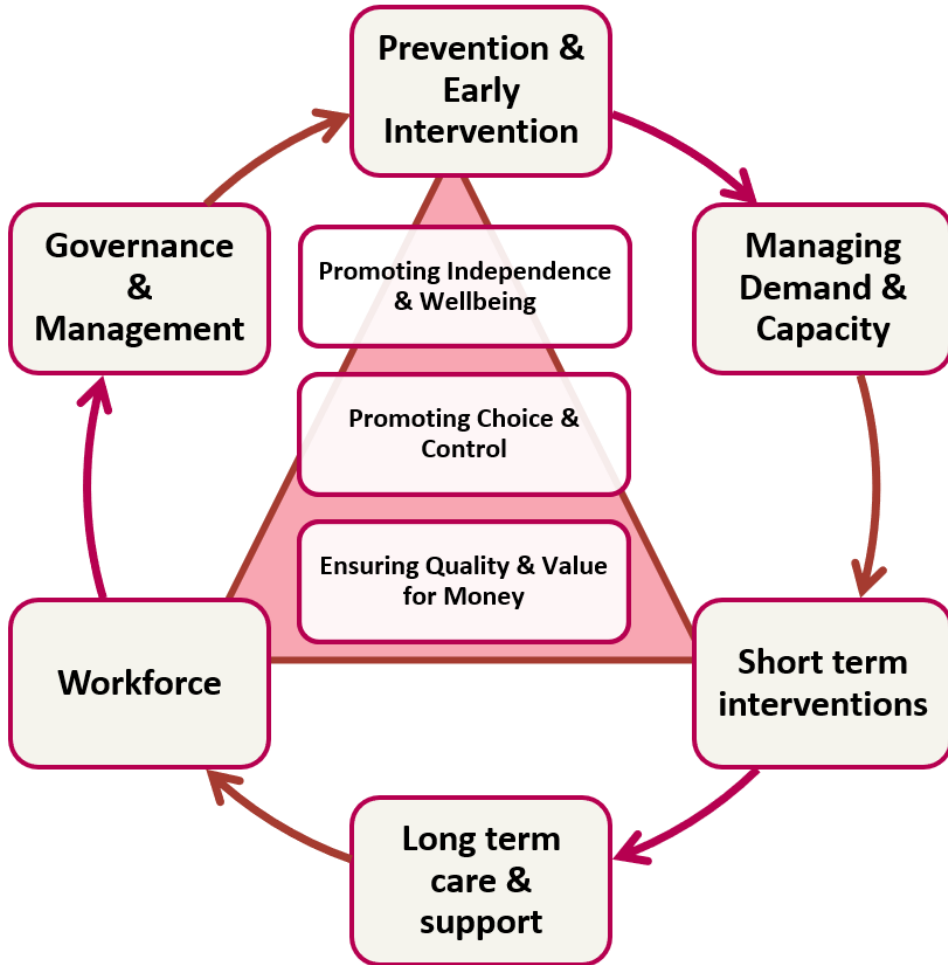 Prevention &
Early
Intervention
Governance
&
Management
Managing
Demand &
Capacity
Promoting Independence
& Wellbeing
Promoting Choice &
Control
Ensuring Quality & Value
for Money
Workforce
Short term
interventions
Long term
care &
support